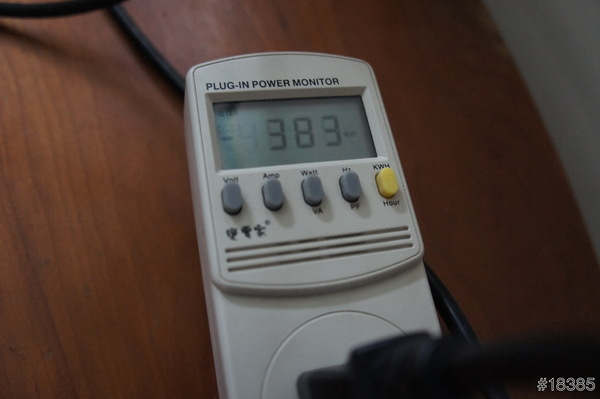 PLUG-IN POWER MONITOR
383
Volt Amp Watt Hz KWH
VA PF Hour
#18385